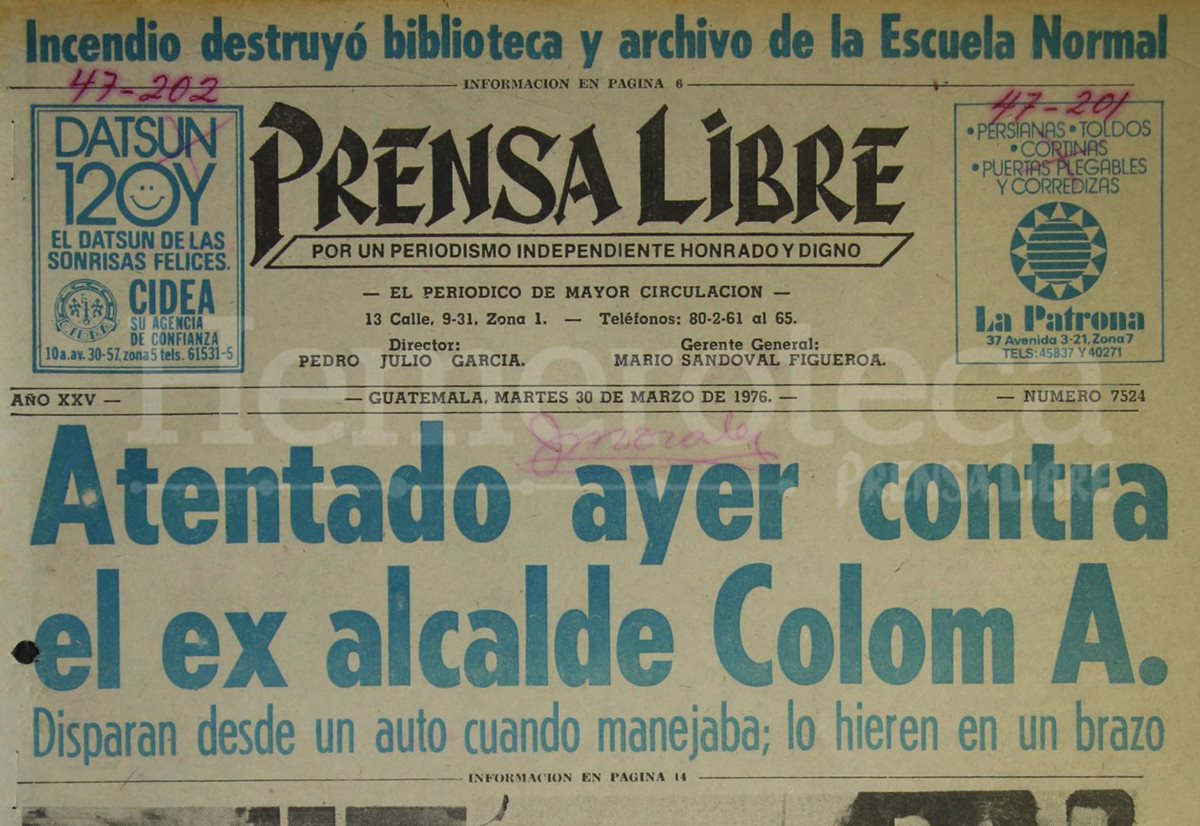 Incendio destruyó biblioteca y archivo de la Escuela Normal
INFORMACION EN PAGINA 6
47-202
DATSUN
120Y
EL DATSUN DE LAS
SONRISAS FELICES.
CIDEA
SU AGENCIA
DE CONFIANZA
10a.av. 30-57, zona5 tels. 61531-5
PRENSA LIBRE
POR UN PERIODISMO INDEPENDIENTE HONRADO Y DIGNO
— EL PERIODICO DE MAYOR CIRCULACION —
13 Calle, 9-31, Zona 1. — Teléfonos: 80-2-61 al 65.
Director:
PEDRO JULIO GARCIA.
Gerente General:
MARIO SANDOVAL FIGUEROA.
47-201
• PERSIANAS • TOLDOS
• CORTINAS
• PUERTAS PLEGABLES
Y CORREDIZAS
La Patrona
37 Avenida 3-21, Zona 7
TELS: 45837 Y 40271
Hemeroteca
PRENSA LIBRE
AÑO XXV —
— GUATEMALA, MARTES 30 DE MARZO DE 1976. —
— NUMERO 7524
Atentado ayer contra
el ex alcalde Colom A.
Disparan desde un auto cuando manejaba; lo hieren en un brazo
INFORMACION EN PAGINA 14